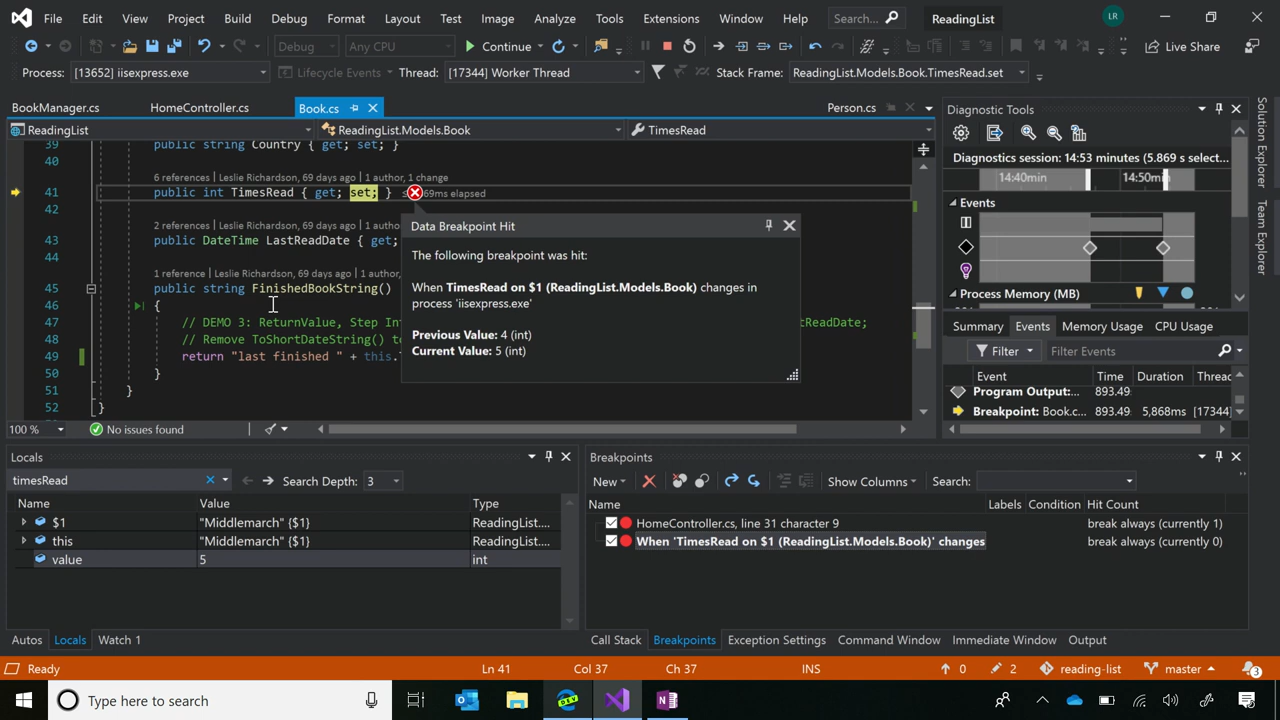 File Edit View Project Build Debug Format Layout Test Image Analyze Tools Extensions Window Help Search... ReadingList LR
Debug Any CPU Continue Live Share
Process: [13652] iisexpress.exe Lifecycle Events Thread: [17344] Worker Thread Stack Frame: ReadingList.Models.Book.TimesRead.set
BookManager.cs HomeController.cs Book.cs Person.cs
ReadingList ReadingList.Models.Book TimesRead
39 public string Country { get; set; }
40
6 references | Leslie Richardson, 69 days ago | 1 author, 1 change
41 public int TimesRead { get; set; } 69ms elapsed
42
2 references | Leslie Richardson, 69 days ago | 1 author,
43 public DateTime LastReadDate { get;
44
1 reference | Leslie Richardson, 69 days ago | 1 author,
45 public string FinishedBookString()
46 {
47 // DEMO 3: ReturnValue, Step In ReadDate;
48 // Remove ToShortDateString() to
49 return "last finished " + this.
50 }
51 }
52 }
Data Breakpoint Hit
The following breakpoint was hit:
When TimesRead on $1 (ReadingList.Models.Book) changes in
process 'iisexpress.exe'
Previous Value: 4 (int)
Current Value: 5 (int)
100 % No issues found
Diagnostic Tools
Diagnostics session: 14:53 minutes (5.869 s selec...
14:40min 14:50min
Events
Process Memory (MB)
Summary Events Memory Usage CPU Usage
Filter Filter Events
Event Time Duration Thread
Program Output:... 893.49
Breakpoint: Book.c... 893.49 5,868ms [17344]
Solution Explorer
Team Explorer
Locals
timesRead Search Depth: 3
Name Value Type
$1 "Middlemarch" {$1} ReadingList....
this "Middlemarch" {$1} ReadingList....
value 5 int
Autos Locals Watch 1
Breakpoints
New Show Columns Search:
Name Labels Condition Hit Count
HomeController.cs, line 31 character 9 break always (currently 1)
When 'TimesRead on $1 (ReadingList.Models.Book)' changes break always (currently 0)
Call Stack Breakpoints Exception Settings Command Window Immediate Window Output
Ready Ln 41 Col 37 Ch 37 INS 0 2 reading-list master 3
Type here to search